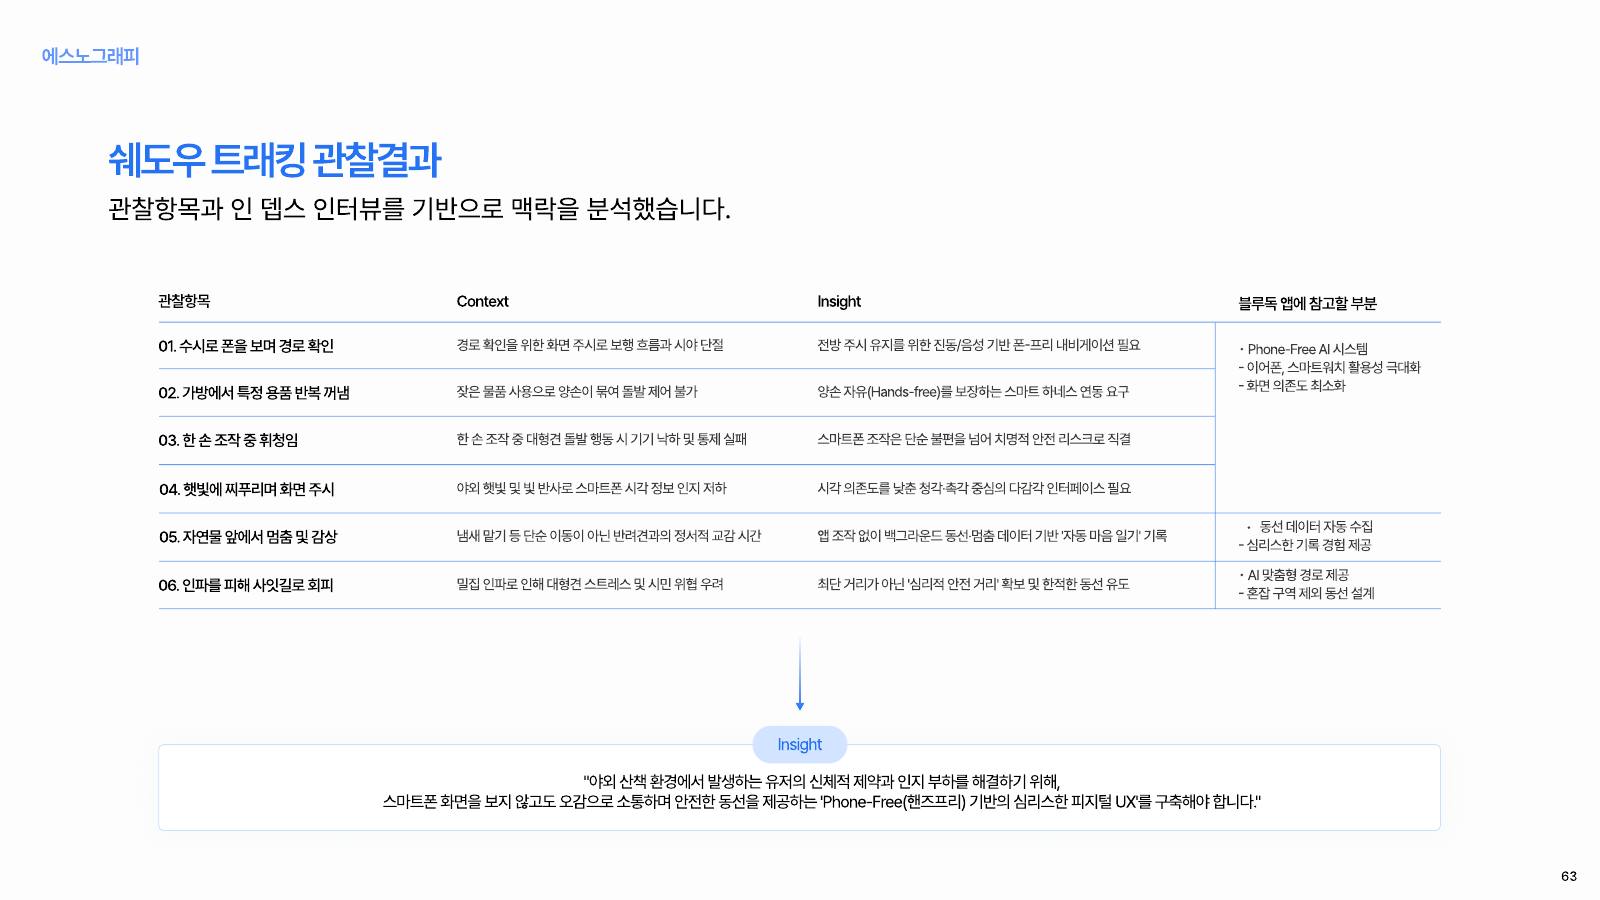 에스노그래피
쉐도우 트래킹 관찰결과
관찰항목과 인 뎁스 인터뷰를 기반으로 맥락을 분석했습니다.
관찰항목 Context Insight 블루독 앱에 참고할 부분
01. 수시로 폰을 보며 경로 확인 경로 확인을 위한 화면 주시로 보행 흐름과 시야 단절 전방 주시 유지를 위한 진동/음성 기반 폰-프리 내비게이션 필요
· Phone-Free AI 시스템
- 이어폰, 스마트워치 활용성 극대화
- 화면 의존도 최소화
02. 가방에서 특정 용품 반복 꺼냄 잦은 물품 사용으로 양손이 묶여 돌발 제어 불가 양손 자유(Hands-free)를 보장하는 스마트 하네스 연동 요구
03. 한 손 조작 중 휘청임 한 손 조작 중 대형견 돌발 행동 시 기기 낙하 및 통제 실패 스마트폰 조작은 단순 불편을 넘어 치명적 안전 리스크로 직결
04. 햇빛에 찌푸리며 화면 주시 야외 햇빛 및 빛 반사로 스마트폰 시각 정보 인지 저하 시각 의존도를 낮춘 청각·촉각 중심의 다감각 인터페이스 필요
05. 자연물 앞에서 멈춤 및 감상 냄새 맡기 등 단순 이동이 아닌 반려견과의 정서적 교감 시간 앱 조작 없이 백그라운드 동선·멈춤 데이터 기반 '자동 마음 일기' 기록
· 동선 데이터 자동 수집
- 심리스한 기록 경험 제공
06. 인파를 피해 사잇길로 회피 밀집 인파로 인해 대형견 스트레스 및 시민 위협 우려 최단 거리가 아닌 '심리적 안전 거리' 확보 및 한적한 동선 유도
· AI 맞춤형 경로 제공
- 혼잡 구역 제외 동선 설계
Insight
"야외 산책 환경에서 발생하는 유저의 신체적 제약과 인지 부하를 해결하기 위해,
스마트폰 화면을 보지 않고도 오감으로 소통하며 안전한 동선을 제공하는 'Phone-Free(핸즈프리) 기반의 심리스한 피지털 UX'를 구축해야 합니다."
63